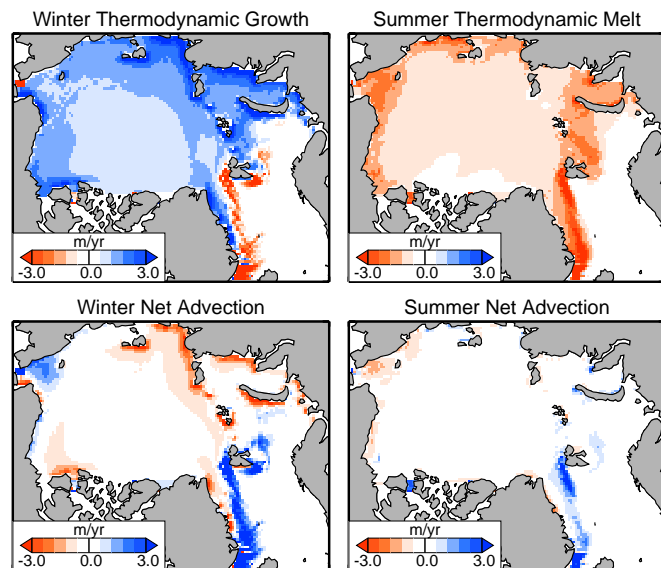 Winter Thermodynamic Growth
Summer Thermodynamic Melt
m/yr
-3.0 0.0 3.0
m/yr
-3.0 0.0 3.0
Winter Net Advection
Summer Net Advection
m/yr
-3.0 0.0 3.0
m/yr
-3.0 0.0 3.0